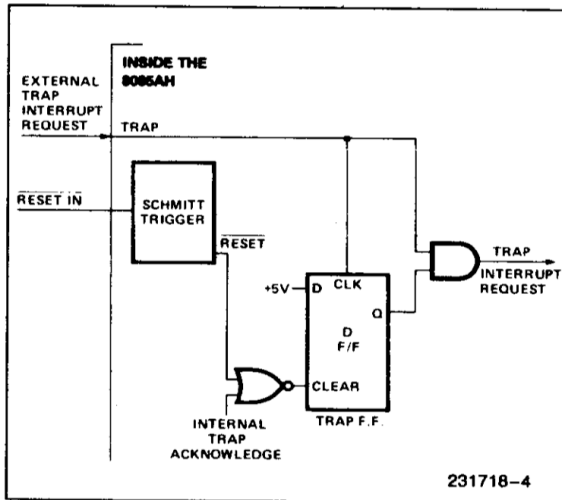 INSIDE THE
8085AH
EXTERNAL
TRAP
INTERRUPT
REQUEST
TRAP
RESET IN
SCHMITT
TRIGGER
RESET
+5V
D
CLK
Q
D
F/F
CLEAR
TRAP F.F.
TRAP
INTERRUPT
REQUEST
INTERNAL
TRAP
ACKNOWLEDGE
231718-4